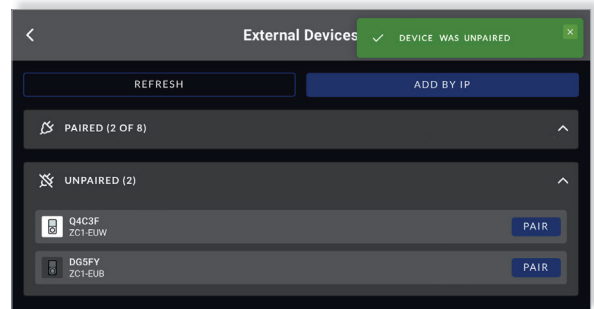 External Devices
DEVICE WAS UNPAIRED
REFRESH
ADD BY IP
PAIRED (2 OF 8)
UNPAIRED (2)
Q4C3F
ZC1-EUW
PAIR
DG5FY
ZC1-EUB
PAIR